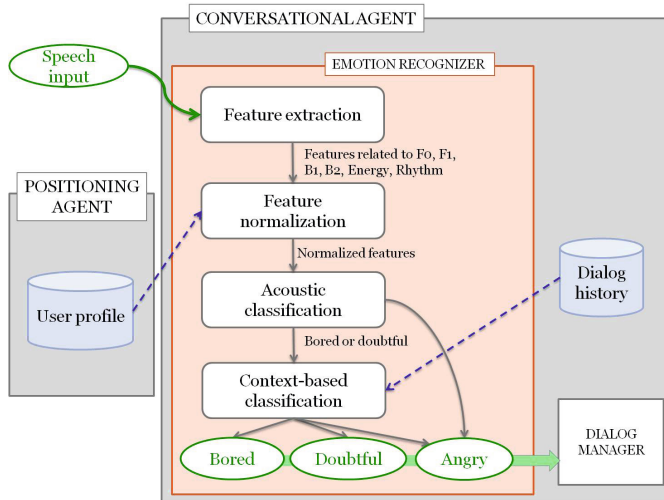 CONVERSATIONAL AGENT
Speech
input
EMOTION RECOGNIZER
Feature extraction
Features related to F0, F1,
B1, B2, Energy, Rhythm
POSITIONING
AGENT
Feature
normalization
Normalized features
User profile
Dialog
history
Acoustic
classification
Bored or doubtful
Context-based
classification
Bored
Doubtful
Angry
DIALOG
MANAGER